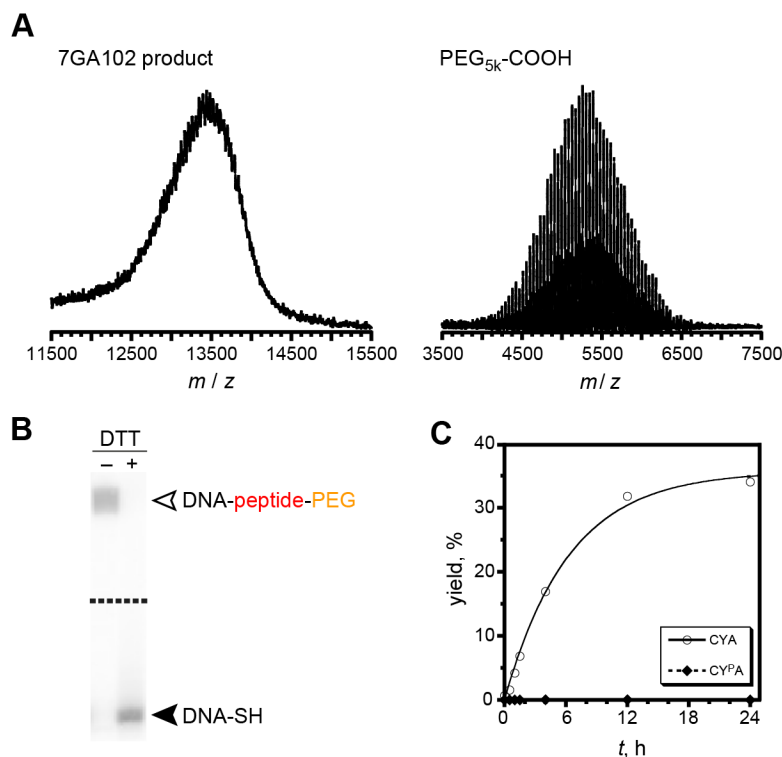 A
7GA102 product
PEG5k-COOH
11500 12500 13500 14500 15500
m / z
3500 4500 5500 6500 7500
m/ z
B
DTT
– +
DNA-peptide-PEG
DNA-SH
C
40
30
20
10
0
yield, %
CYA
CYPA
0 6 12 18 24
t, h